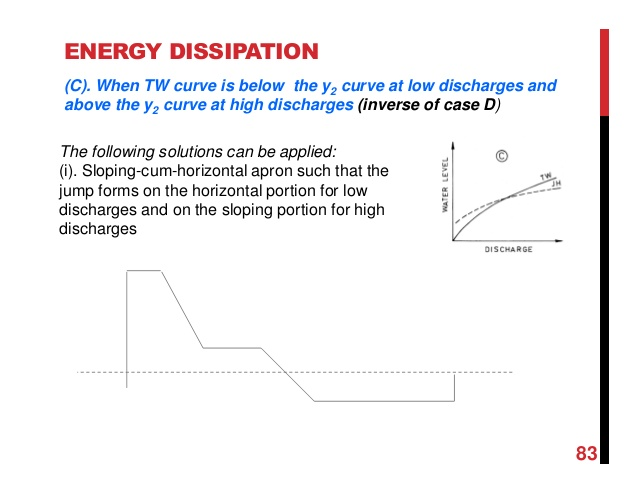 ENERGY DISSIPATION
(C). When TW curve is below the y2 curve at low discharges and
above the y2 curve at high discharges (inverse of case D)
The following solutions can be applied:
(i). Sloping-cum-horizontal apron such that the
jump forms on the horizontal portion for low
discharges and on the sloping portion for high
discharges
C
TW
JH
WATER LEVEL
DISCHARGE
83